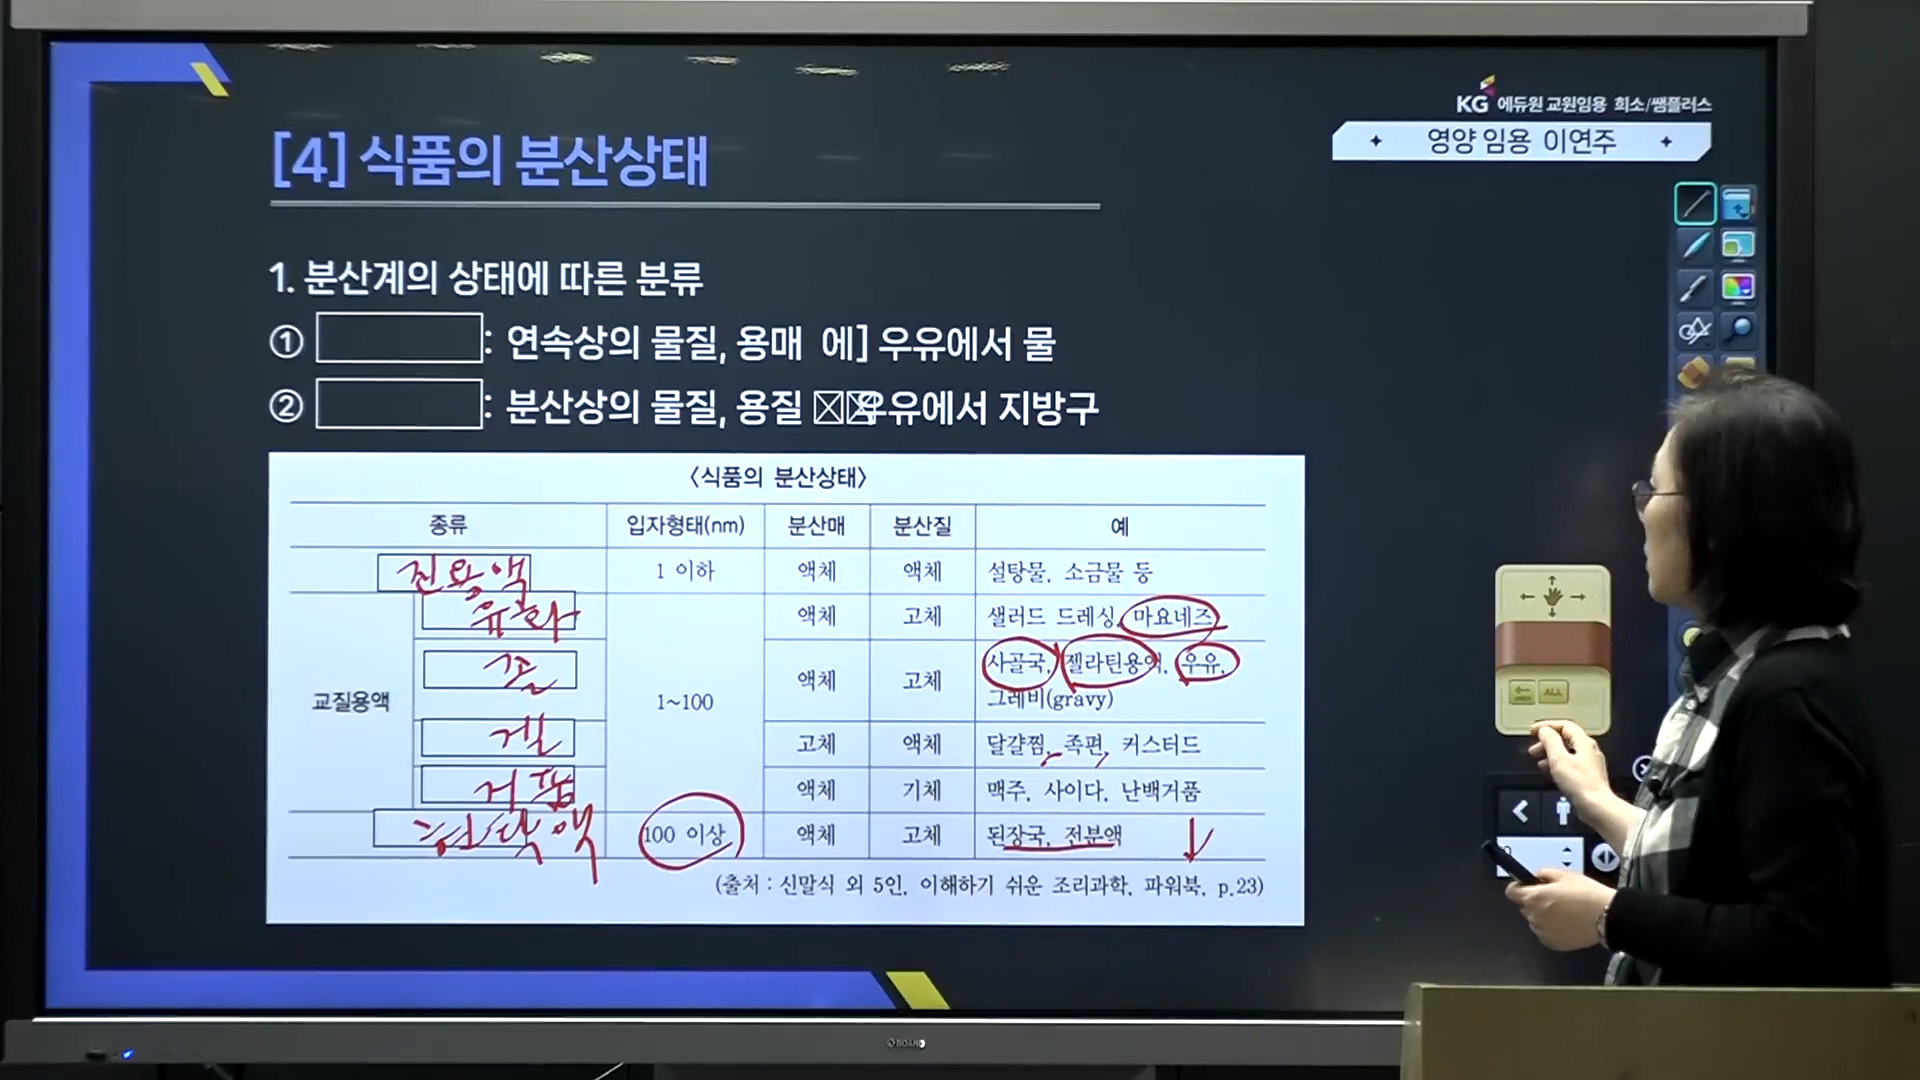 KG 에듀원 교원임용 희소/쌤플러스
영양 임용 이연주
[4] 식품의 분산상태
1. 분산계의 상태에 따른 분류
① : 연속상의 물질, 용매 에] 우유에서 물
② : 분산상의 물질, 용질 우유에서 지방구
<식품의 분산상태>
종류 입자형태(nm) 분산매 분산질 예
진용액 1 이하 액체 액체 설탕물, 소금물 등
유화 액체 고체 샐러드 드레싱, 마요네즈
졸 액체 고체 사골국, 젤라틴용액, 우유,
그레비(gravy)
교질용액 1~100
겔 고체 액체 달걀찜, 족편, 커스터드
거품 액체 기체 맥주, 사이다, 난백거품
현탁액 100 이상 액체 고체 된장국, 전분액
(출처 : 신말식 외 5인, 이해하기 쉬운 조리과학, 파워북, p.23)
ALL